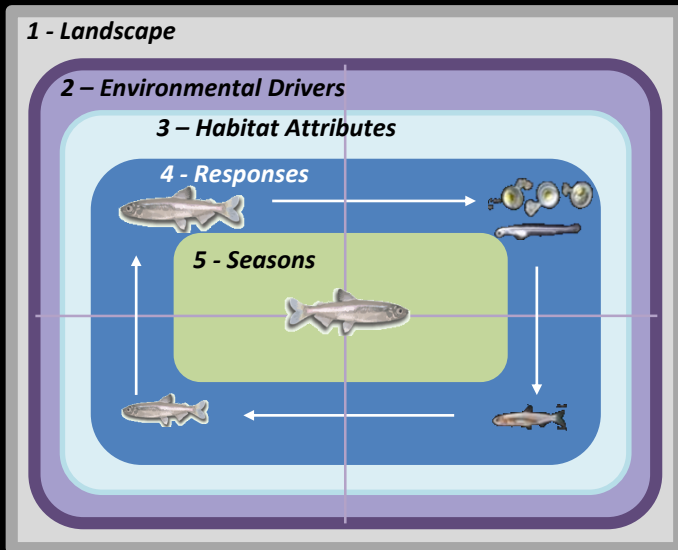 1 - Landscape
2 – Environmental Drivers
3 – Habitat Attributes
4 - Responses
5 - Seasons